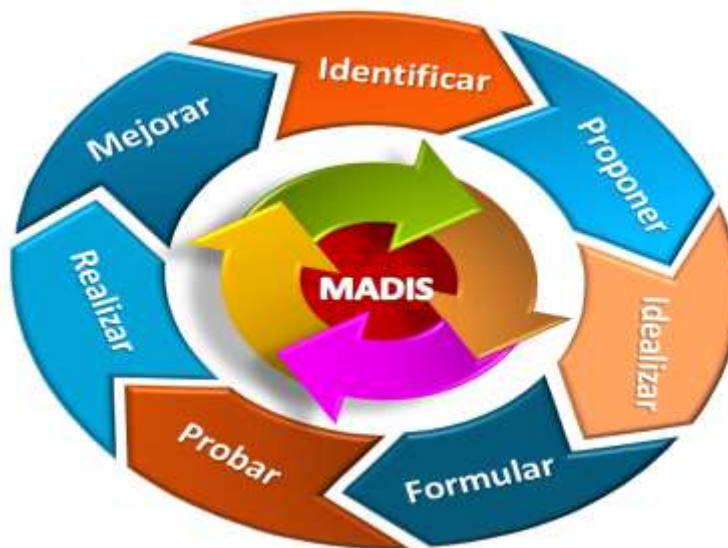 Identificar
Proponer
Idealizar
Formular
Probar
Realizar
Mejorar
MADIS